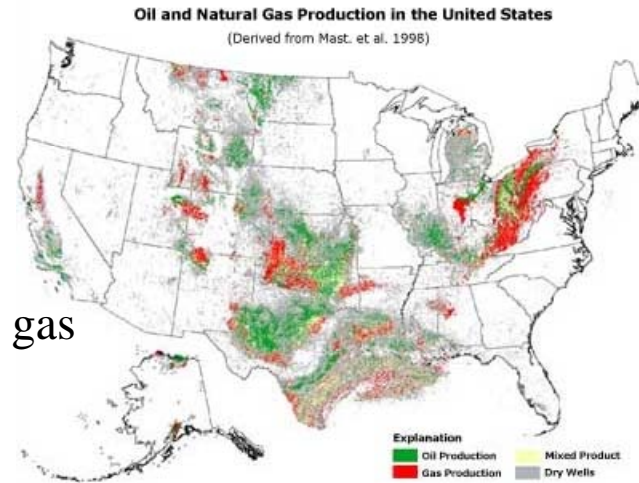 Oil and Natural Gas Production in the United States
(Derived from Mast. et al. 1998)
gas
Explanation
Oil Production
Mixed Product
Gas Production
Dry Wells